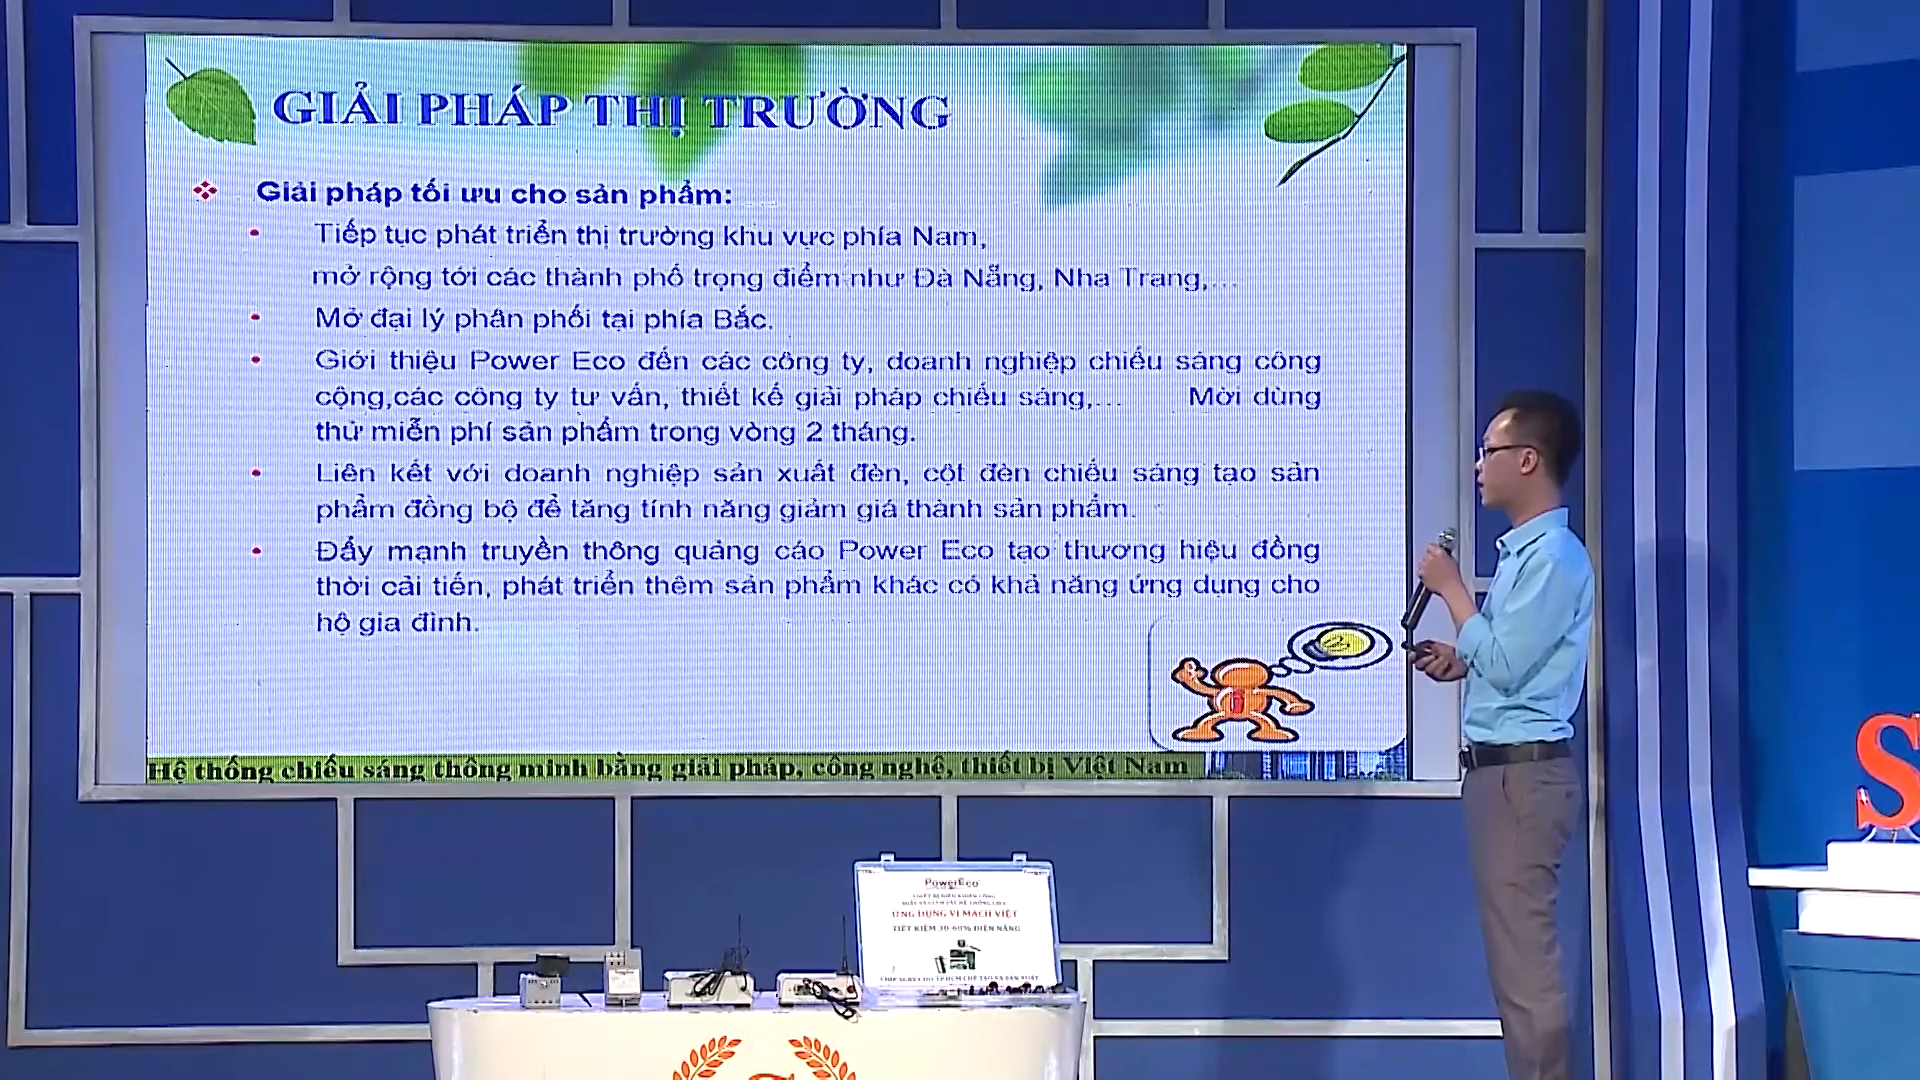 GIẢI PHÁP THỊ TRƯỜNG
Giải pháp tối ưu cho sản phẩm:
Tiếp tục phát triển thị trường khu vực phía Nam,
mở rộng tới các thành phố trọng điểm như Đà Nẵng, Nha Trang,...
Mở đại lý phân phối tại phía Bắc.
Giới thiệu Power Eco đến các công ty, doanh nghiệp chiếu sáng công
cộng,các công ty tư vấn, thiết kế giải pháp chiếu sáng,... Mời dùng
thử miễn phí sản phẩm trong vòng 2 tháng.
Liên kết với doanh nghiệp sản xuất đèn, cột đèn chiếu sáng tạo sản
phẩm đồng bộ để tăng tính năng giảm giá thành sản phẩm.
Đẩy mạnh truyền thông quảng cáo Power Eco tạo thương hiệu đồng
thời cải tiến, phát triển thêm sản phẩm khác có khả năng ứng dụng cho
hộ gia đình.
Hệ thống chiếu sáng thông minh bằng giải pháp, công nghệ, thiết bị Việt Nam
PowerEco
ỨNG DỤNG VI MẠCH VIỆT
TIẾT KIỆM 30-60% ĐIỆN NĂNG
S